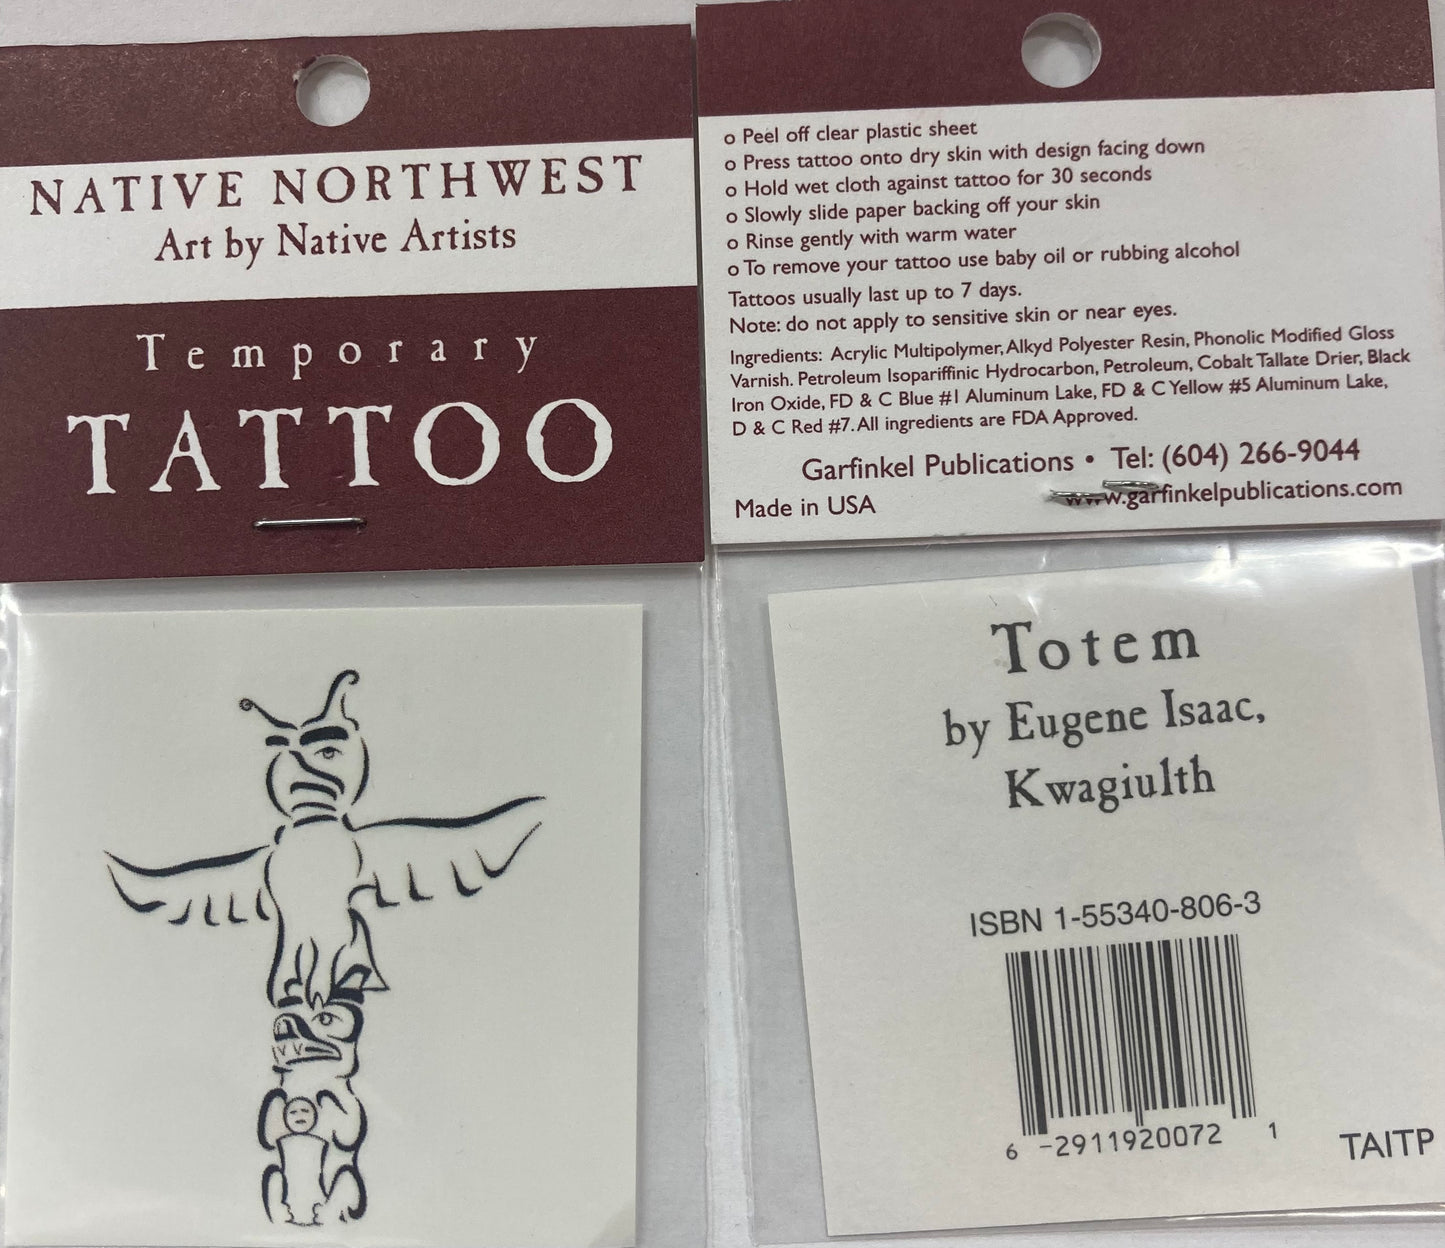 NATIVE NORTHWEST
Art by Native Artists
Temporary
TATTOO
o Peel off clear plastic sheet
o Press tattoo onto dry skin with design facing down
o Hold wet cloth against tattoo for 30 seconds
o Slowly slide paper backing off your skin
o Rinse gently with warm water
o To remove your tattoo use baby oil or rubbing alcohol
Tattoos usually last up to 7 days.
Note: do not apply to sensitive skin or near eyes.
Ingredients: Acrylic Multipolymer, Alkyd Polyester Resin, Phonolic Modified Gloss
Varnish. Petroleum Isopariffinic Hydrocarbon, Petroleum, Cobalt Tallate Drier, Black
Iron Oxide, FD & C Blue #1 Aluminum Lake, FD & C Yellow #5 Aluminum Lake,
D & C Red #7. All ingredients are FDA Approved.
Garfinkel Publications • Tel: (604) 266-9044
Made in USA www.garfinkelpublications.com
Totem
by Eugene Isaac,
Kwagiulth
ISBN 1-55340-806-3
6 -2911920072 1
TAITP